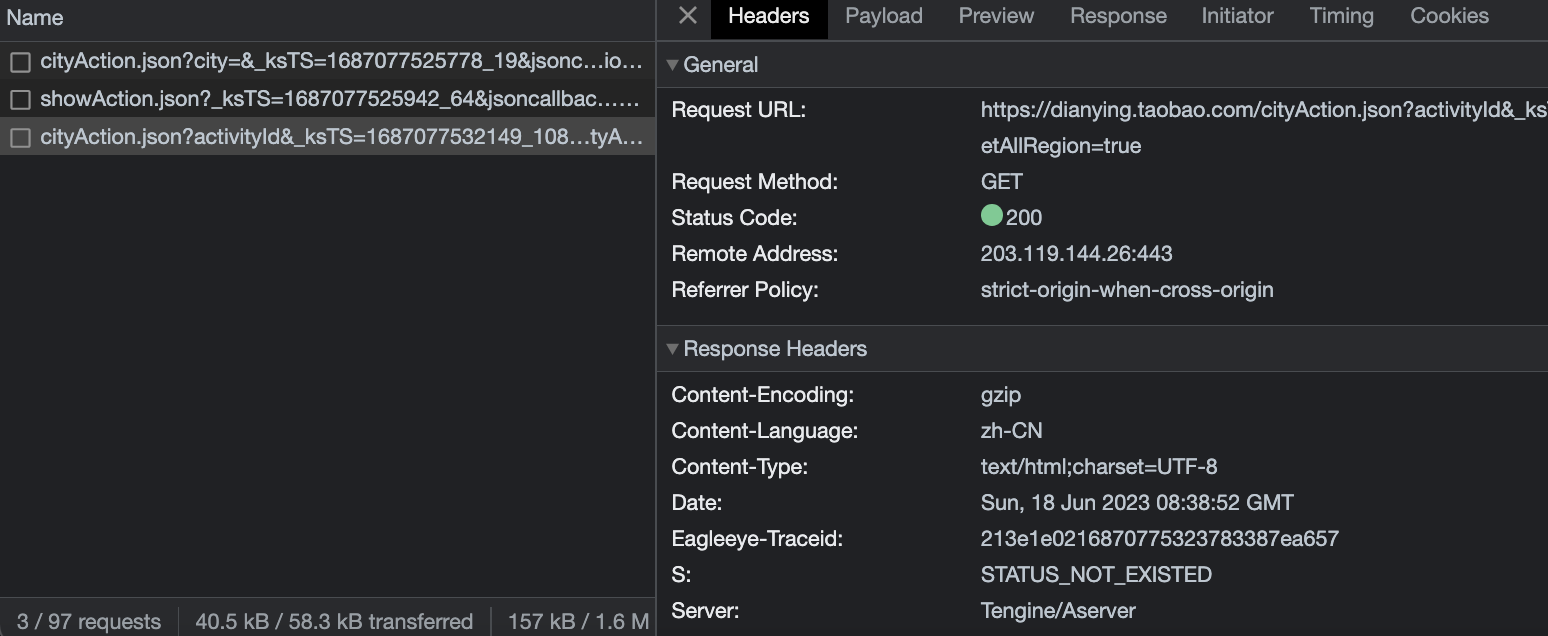 Name
cityAction.json?city=&_ksTS=1687077525778_19&jsonc...io...
showAction.json?_ksTS=1687077525942_64&jsoncallbac......
cityAction.json?activityId&_ksTS=1687077532149_108...tyA...
3 / 97 requests
40.5 kB / 58.3 kB transferred
157 kB / 1.6 M
Headers Payload Preview Response Initiator Timing Cookies
General
Request URL: https://dianying.taobao.com/cityAction.json?activityId&_ks
etAllRegion=true
Request Method: GET
Status Code: 200
Remote Address: 203.119.144.26:443
Referrer Policy: strict-origin-when-cross-origin
Response Headers
Content-Encoding: gzip
Content-Language: zh-CN
Content-Type: text/html;charset=UTF-8
Date: Sun, 18 Jun 2023 08:38:52 GMT
Eagleeye-Traceid: 213e1e0216870775323783387ea657
S: STATUS_NOT_EXISTED
Server: Tengine/Aserver